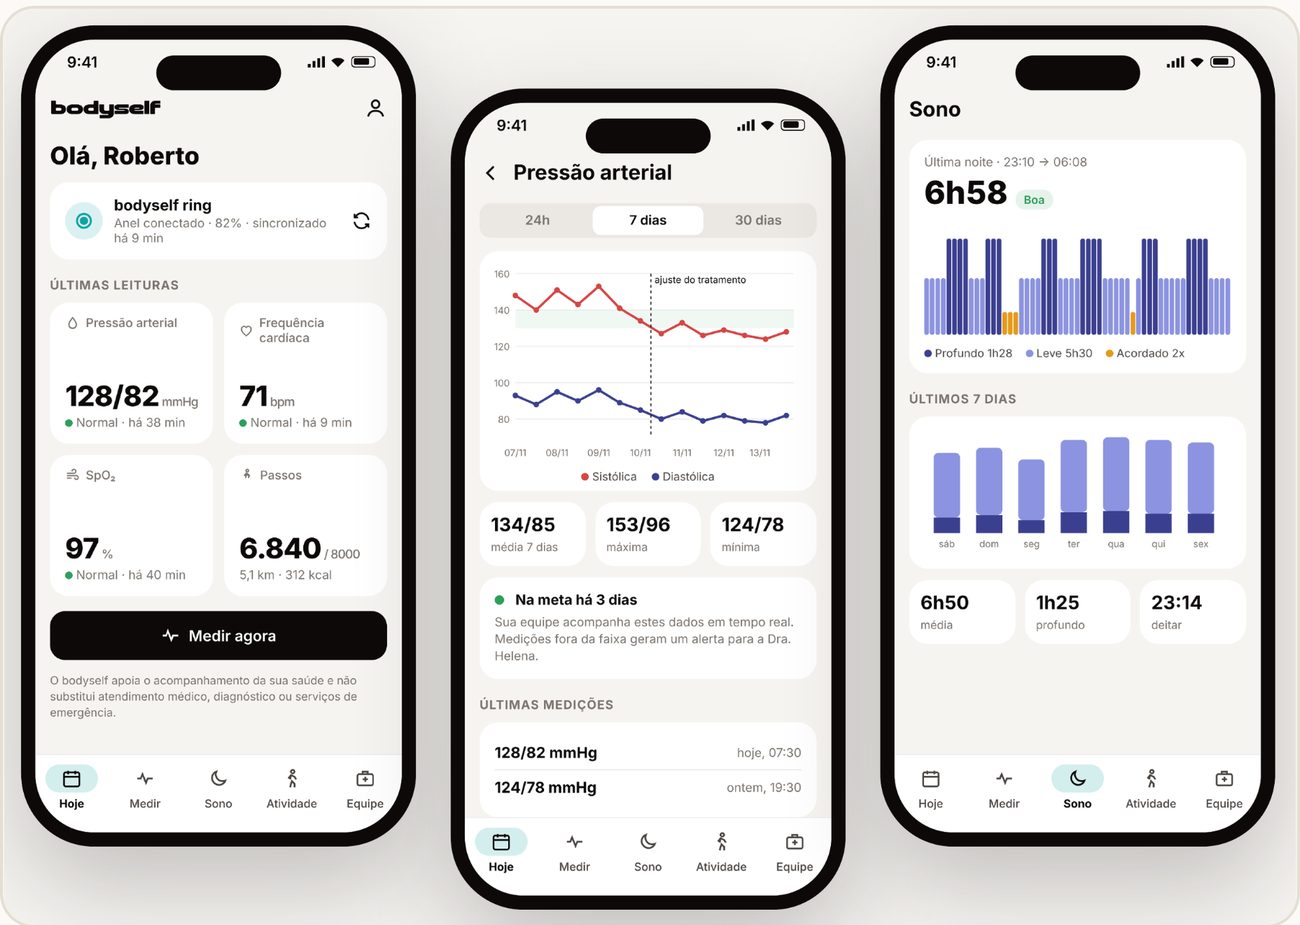 9:41
bodyself
Olá, Roberto
bodyself ring
Anel conectado · 82% · sincronizado
há 9 min
ÚLTIMAS LEITURAS
Pressão arterial
128/82 mmHg
Normal · há 38 min
Frequência
cardíaca
71 bpm
Normal · há 9 min
SpO₂
97 %
Normal · há 40 min
Passos
6.840 / 8000
5,1 km · 312 kcal
Medir agora
O bodyself apoia o acompanhamento da sua saúde e não
substitui atendimento médico, diagnóstico ou serviços de
emergência.
Hoje Medir Sono Atividade Equipe
9:41
Pressão arterial
24h 7 dias 30 dias
160
140
120
100
80
ajuste do tratamento
07/11 08/11 09/11 10/11 11/11 12/11 13/11
Sistólica Diastólica
134/85
média 7 dias
153/96
máxima
124/78
mínima
Na meta há 3 dias
Sua equipe acompanha estes dados em tempo real.
Medições fora da faixa geram um alerta para a Dra.
Helena.
ÚLTIMAS MEDIÇÕES
128/82 mmHg hoje, 07:30
124/78 mmHg ontem, 19:30
Hoje Medir Sono Atividade Equipe
9:41
Sono
Última noite · 23:10 → 06:08
6h58 Boa
Profundo 1h28 Leve 5h30 Acordado 2x
ÚLTIMOS 7 DIAS
sáb dom seg ter qua qui sex
6h50
média
1h25
profundo
23:14
deitar
Hoje Medir Sono Atividade Equipe